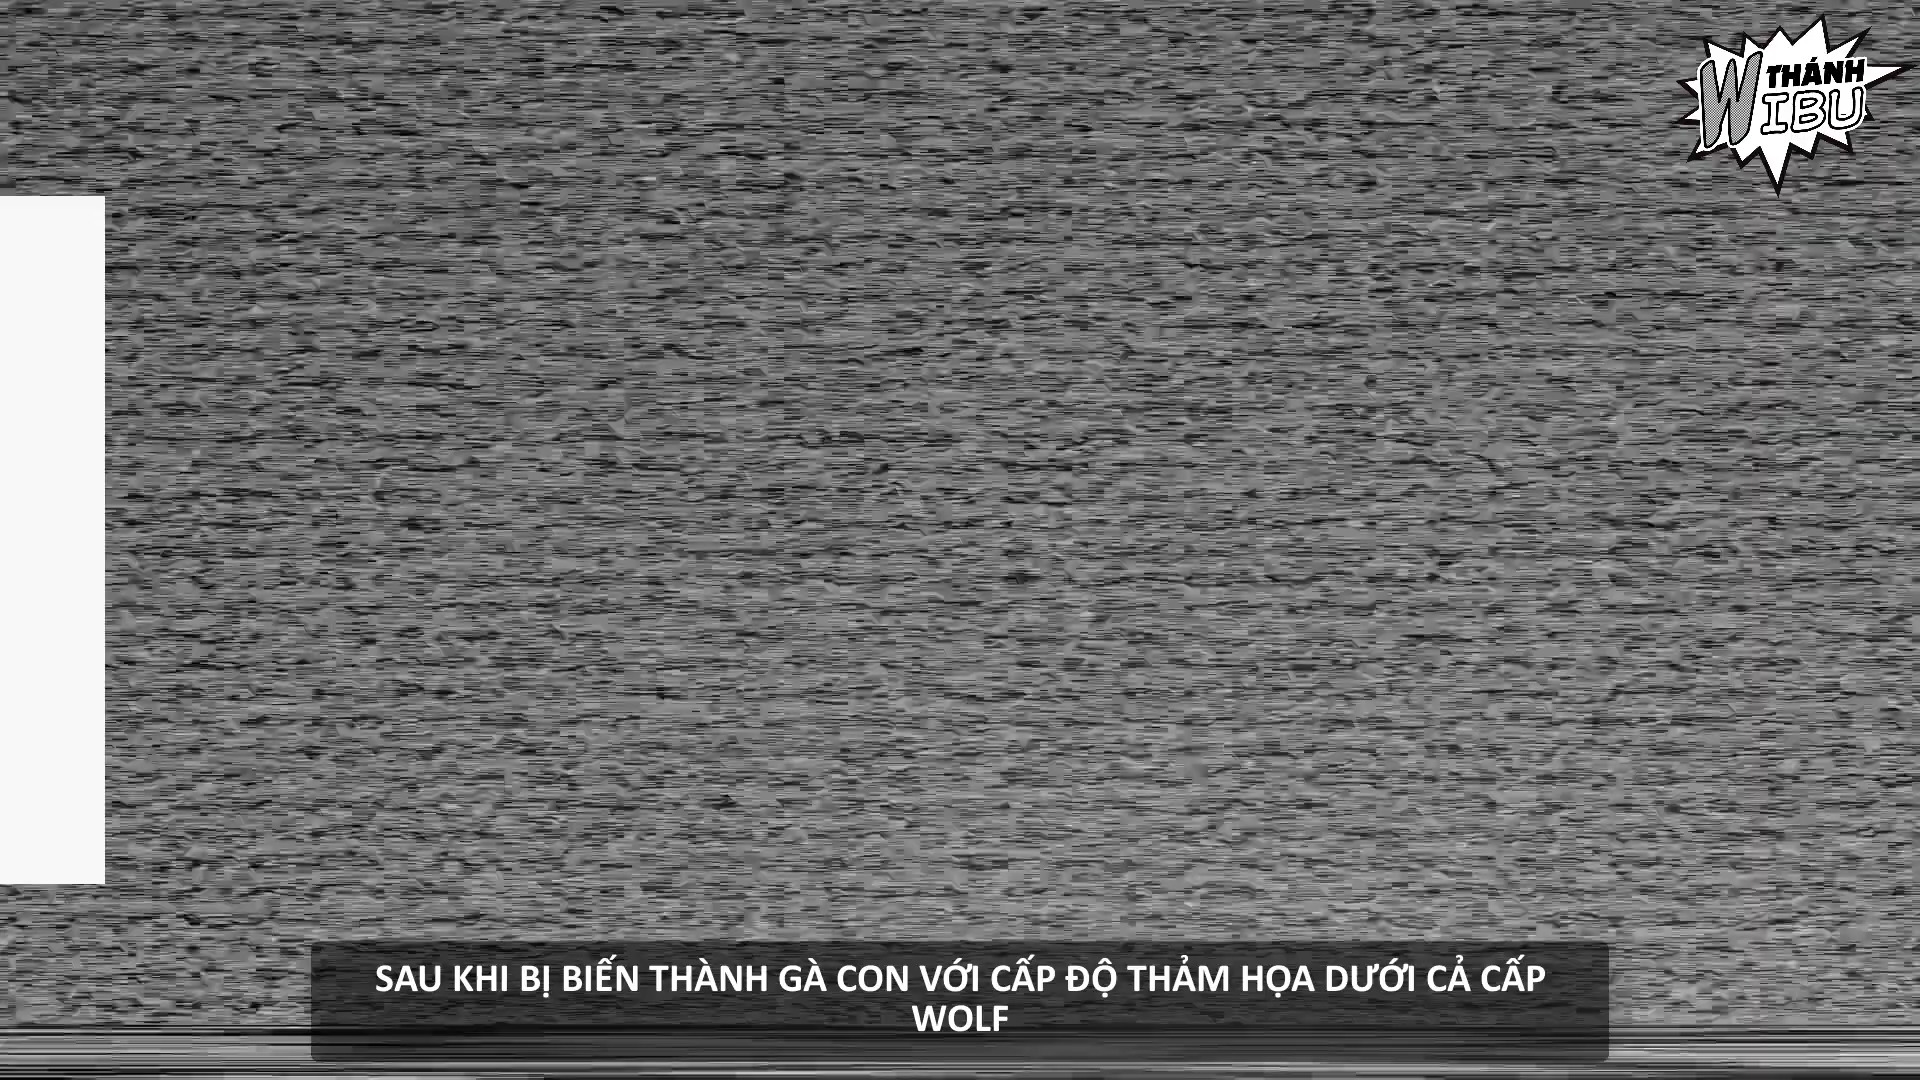 THÁNH
WIBU
SAU KHI BỊ BIẾN THÀNH GÀ CON VỚI CẤP ĐỘ THẢM HỌA DƯỚI CẢ CẤP
WOLF